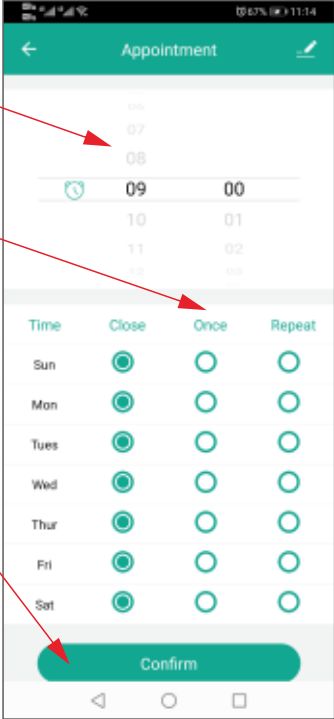 67% 11:14
Appointment
06
07
08
09 00
10 01
11 02
Time Close Once Repeat
Sun
Mon
Tues
Wed
Thur
Fri
Sat
Confirm